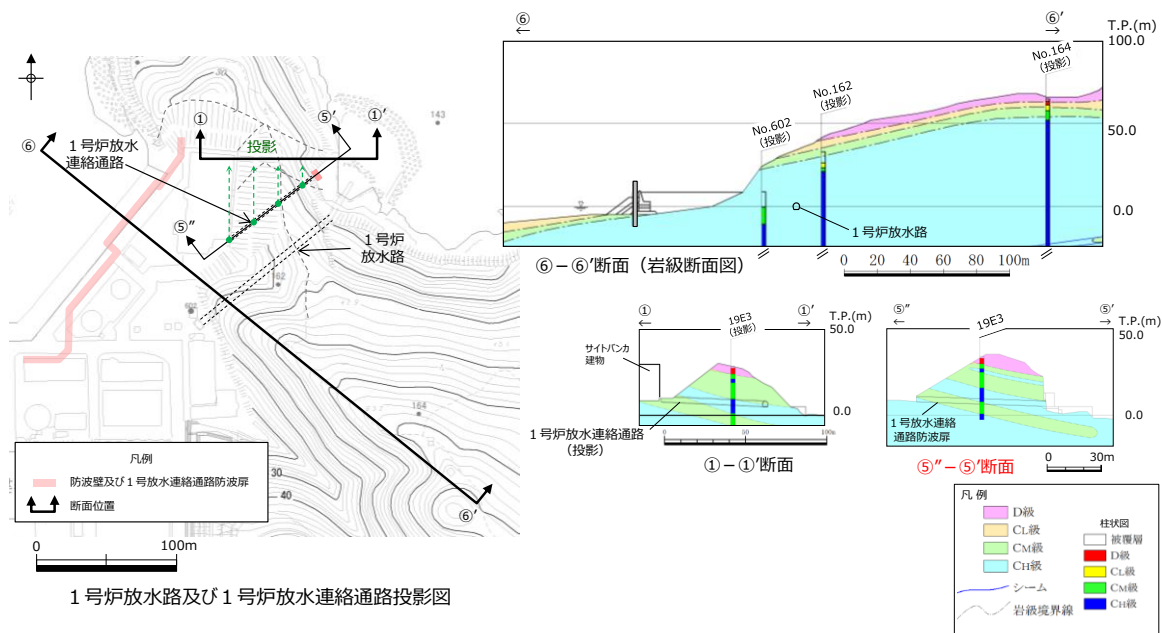 ⑥
⑥’
T.P.(m)
100.0
No.164
(投影)
No.162
(投影)
No.602
(投影)
50.0
0.0
1号炉放水路
⑥－⑥’断面（岩級断面図）
0 20 40 60 80 100m
①
⑤’
①’
143
投影
1号炉放水
連絡通路
⑥
⑤”
1号炉
放水路
162
602
164
30
30
40
⑥’
凡例
防波壁及び1号放水連絡通路防波扉
断面位置
0 100m
1号炉放水路及び1号炉放水連絡通路投影図
①
①’
T.P.(m)
50.0
19E3
(投影)
サイトバンカ
建物
0.0
1号炉放水連絡通路
(投影)
0 50 100m
①－①’断面
⑤”
⑤’
T.P.(m)
50.0
19E3
0.0
1号炉放水連絡
通路防波扉
⑤”－⑤’断面
0 30m
凡 例
D級
CL級
CM級
CH級
シーム
岩級境界線
柱状図
被覆層
D級
CL級
CM級
CH級